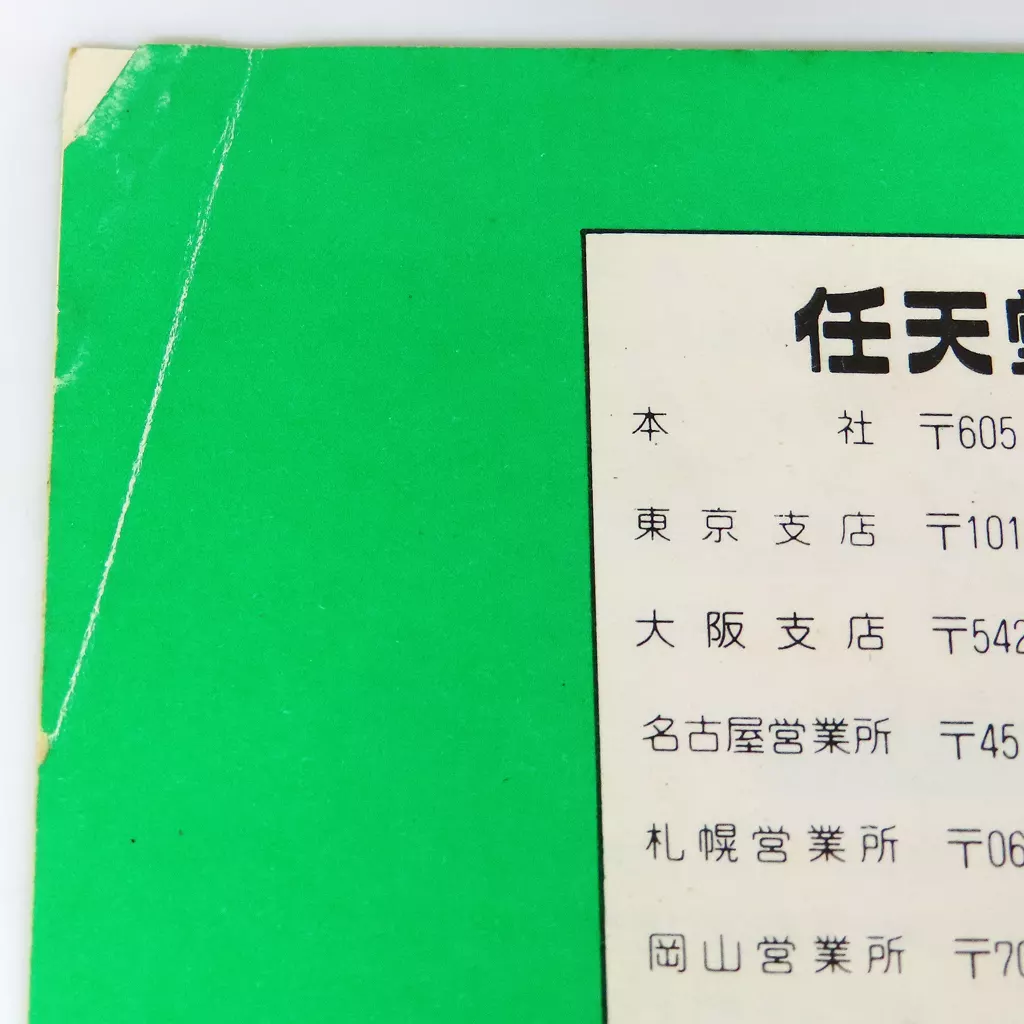 任天堂
本社 〒605
東京支店 〒101
大阪支店 〒542
名古屋営業所 〒45
札幌営業所 〒06
岡山営業所 〒70